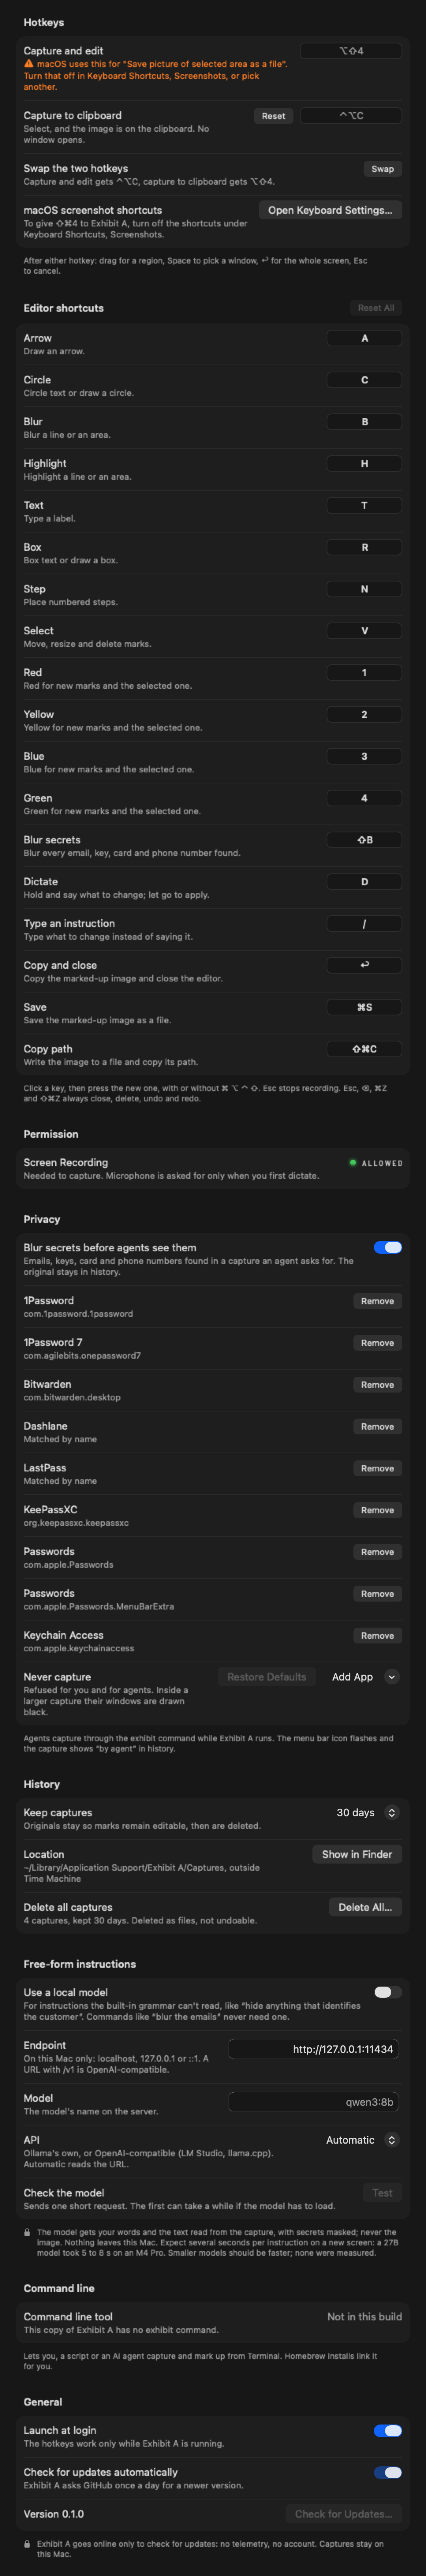 Hotkeys
Capture and edit
⌥⇧4
⚠ macOS uses this for "Save picture of selected area as a file".
Turn that off in Keyboard Shortcuts, Screenshots, or pick
another.
Capture to clipboard
Reset
⌃⌥C
Select, and the image is on the clipboard. No
window opens.
Swap the two hotkeys
Swap
Capture and edit gets ⌃⌥C, capture to clipboard gets ⌥⇧4.
macOS screenshot shortcuts
Open Keyboard Settings...
To give ⇧⌘4 to Exhibit A, turn off the shortcuts under
Keyboard Shortcuts, Screenshots.
After either hotkey: drag for a region, Space to pick a window, ↩ for the whole screen, Esc
to cancel.
Editor shortcuts
Reset All
Arrow
A
Draw an arrow.
Circle
C
Circle text or draw a circle.
Blur
B
Blur a line or an area.
Highlight
H
Highlight a line or an area.
Text
T
Type a label.
Box
R
Box text or draw a box.
Step
N
Place numbered steps.
Select
V
Move, resize and delete marks.
Red
1
Red for new marks and the selected one.
Yellow
2
Yellow for new marks and the selected one.
Blue
3
Blue for new marks and the selected one.
Green
4
Green for new marks and the selected one.
Blur secrets
⇧B
Blur every email, key, card and phone number found.
Dictate
D
Hold and say what to change; let go to apply.
Type an instruction
/
Type what to change instead of saying it.
Copy and close
↩
Copy the marked-up image and close the editor.
Save
⌘S
Save the marked-up image as a file.
Copy path
⇧⌘C
Write the image to a file and copy its path.
Click a key, then press the new one, with or without ⌘ ⌥ ⌃ ⇧. Esc stops recording. Esc, ⌫, ⌘Z
and ⇧⌘Z always close, delete, undo and redo.
Permission
Screen Recording
ALLOWED
Needed to capture. Microphone is asked for only when you first dictate.
Privacy
Blur secrets before agents see them
Emails, keys, card and phone numbers found in a capture an agent asks for. The
original stays in history.
1Password
Remove
com.1password.1password
1Password 7
Remove
com.agilebits.onepassword7
Bitwarden
Remove
com.bitwarden.desktop
Dashlane
Remove
Matched by name
LastPass
Remove
Matched by name
KeePassXC
Remove
org.keepassxc.keepassxc
Passwords
Remove
com.apple.Passwords
Passwords
Remove
com.apple.Passwords.MenuBarExtra
Keychain Access
Remove
com.apple.keychainaccess
Never capture
Restore Defaults
Add App
Refused for you and for agents. Inside a
larger capture their windows are drawn
black.
Agents capture through the exhibit command while Exhibit A runs. The menu bar icon flashes and
the capture shows "by agent" in history.
History
Keep captures
30 days
Originals stay so marks remain editable, then are deleted.
Location
Show in Finder
~/Library/Application Support/Exhibit A/Captures, outside
Time Machine
Delete all captures
Delete All...
4 captures, kept 30 days. Deleted as files, not undoable.
Free-form instructions
Use a local model
For instructions the built-in grammar can't read, like "hide anything that identifies
the customer". Commands like "blur the emails" never need one.
Endpoint
http://127.0.0.1:11434
On this Mac only: localhost, 127.0.0.1 or ::1. A
URL with /v1 is OpenAI-compatible.
Model
qwen3:8b
The model's name on the server.
API
Automatic
Ollama's own, or OpenAI-compatible (LM Studio, llama.cpp).
Automatic reads the URL.
Check the model
Test
Sends one short request. The first can take a while if the model has to load.
The model gets your words and the text read from the capture, with secrets masked; never the
image. Nothing leaves this Mac. Expect several seconds per instruction on a new screen: a 27B
model took 5 to 8 s on an M4 Pro. Smaller models should be faster; none were measured.
Command line
Command line tool
Not in this build
This copy of Exhibit A has no exhibit command.
Lets you, a script or an AI agent capture and mark up from Terminal. Homebrew installs link it
for you.
General
Launch at login
The hotkeys work only while Exhibit A is running.
Check for updates automatically
Exhibit A asks GitHub once a day for a newer version.
Version 0.1.0
Check for Updates...
Exhibit A goes online only to check for updates: no telemetry, no account. Captures stay on
this Mac.